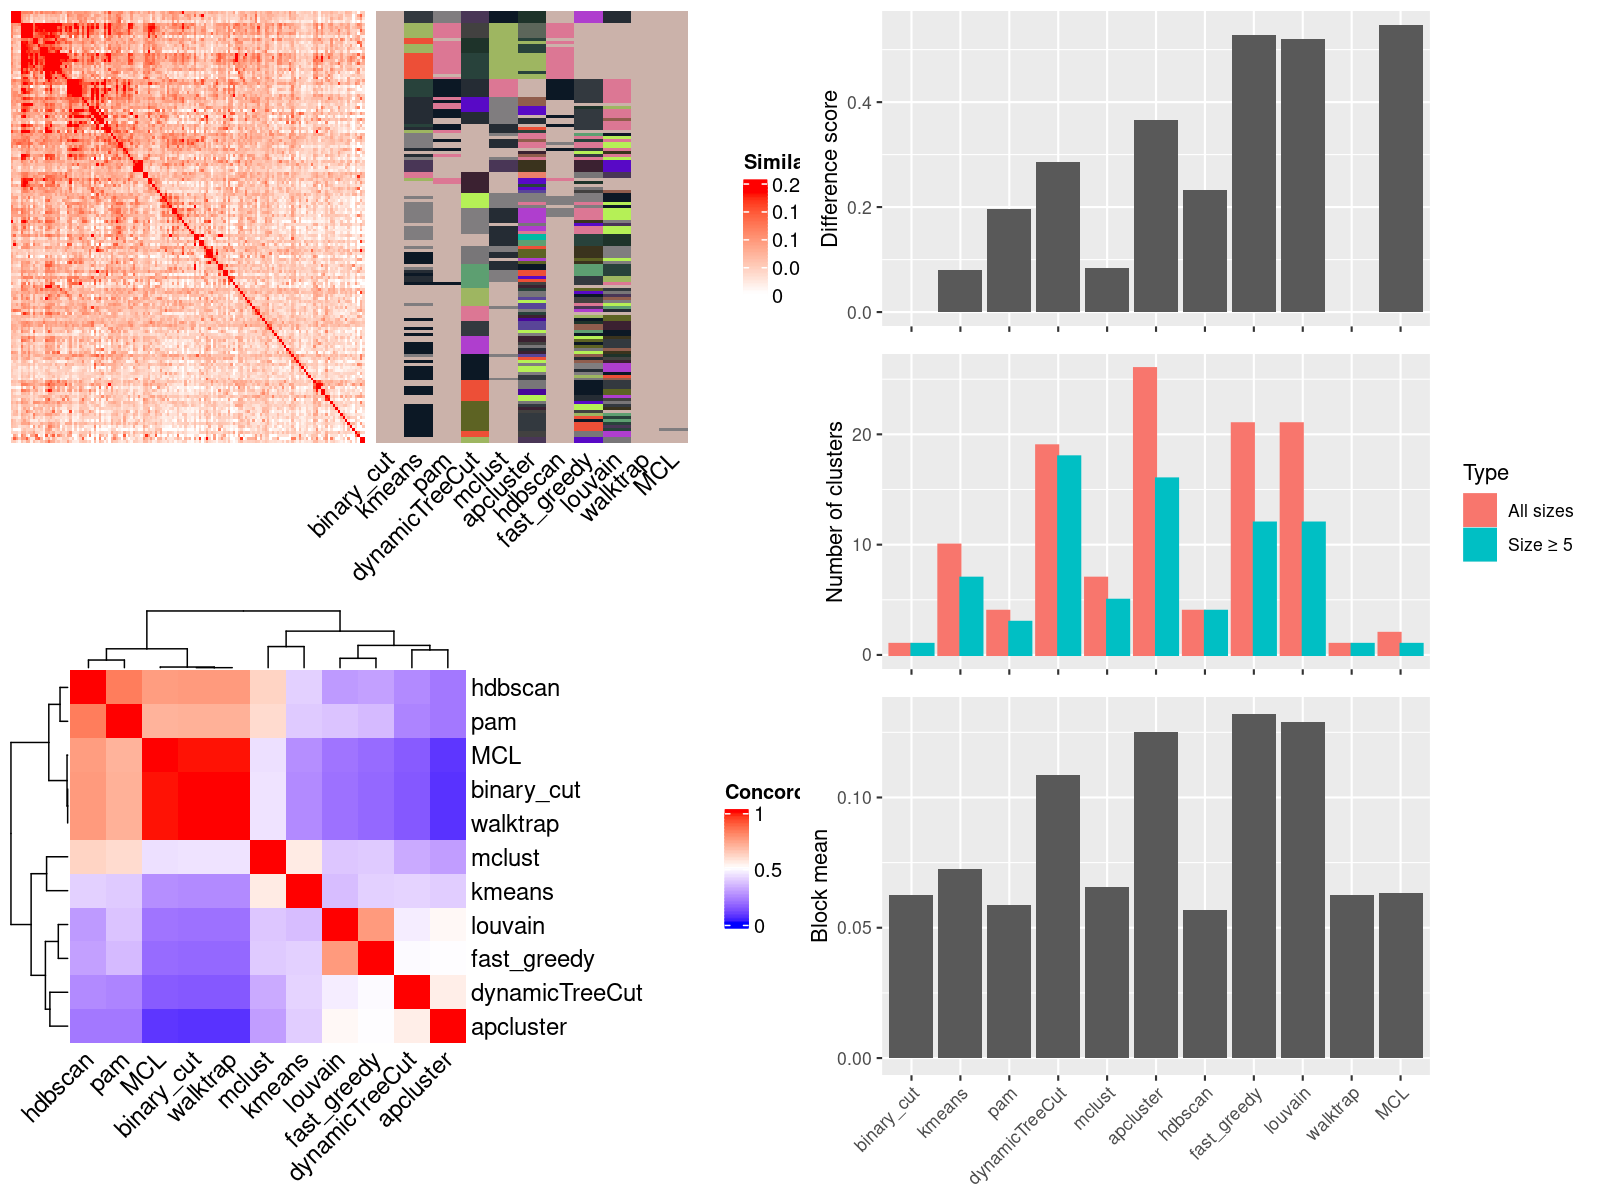 Simila
0.2
0.1
0.1
0.0
0
binary_cut
kmeans
pam
dynamicTreeCut
mclust
apcluster
hdbscan
fast_greedy
louvain
walktrap
MCL
hdbscan
pam
MCL
binary_cut
walktrap
mclust
kmeans
louvain
fast_greedy
dynamicTreeCut
apcluster
hdbscan
pam
MCL
binary_cut
walktrap
mclust
kmeans
louvain
fast_greedy
dynamicTreeCut
apcluster
Concord
1
0.5
0
Difference score
0.4
0.2
0.0
Number of clusters
20
10
0
Type
All sizes
Size ≥ 5
Block mean
0.10
0.05
0.00
binary_cut
kmeans
pam
dynamicTreeCut
mclust
apcluster
hdbscan
fast_greedy
louvain
walktrap
MCL